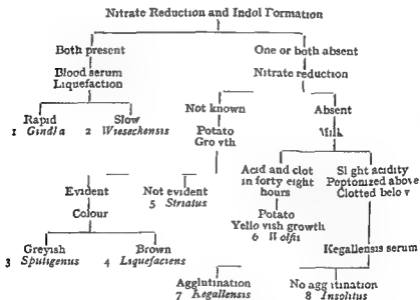 Nitrate Reduction and Indol Formation
Both present
One or both absent
Blood serum
Liquefaction
Nitrate reduction
Rapid
1 Gindha
Slow
2 Wieseckensis
Not known
Absent
Potato
Growth
Milk
Evident
Not evident
5 Striatus
Acid and clot
in forty eight
hours
Slight acidity
Peptonized above
Clotted below
Colour
Potato
Yellowish growth
6 Wolfii
Greyish
3 Sputigenus
Brown
4 Liquefaciens
Kegallensis serum
Agglutination
7 Kegallensis
No agglutination
8 Insolitus